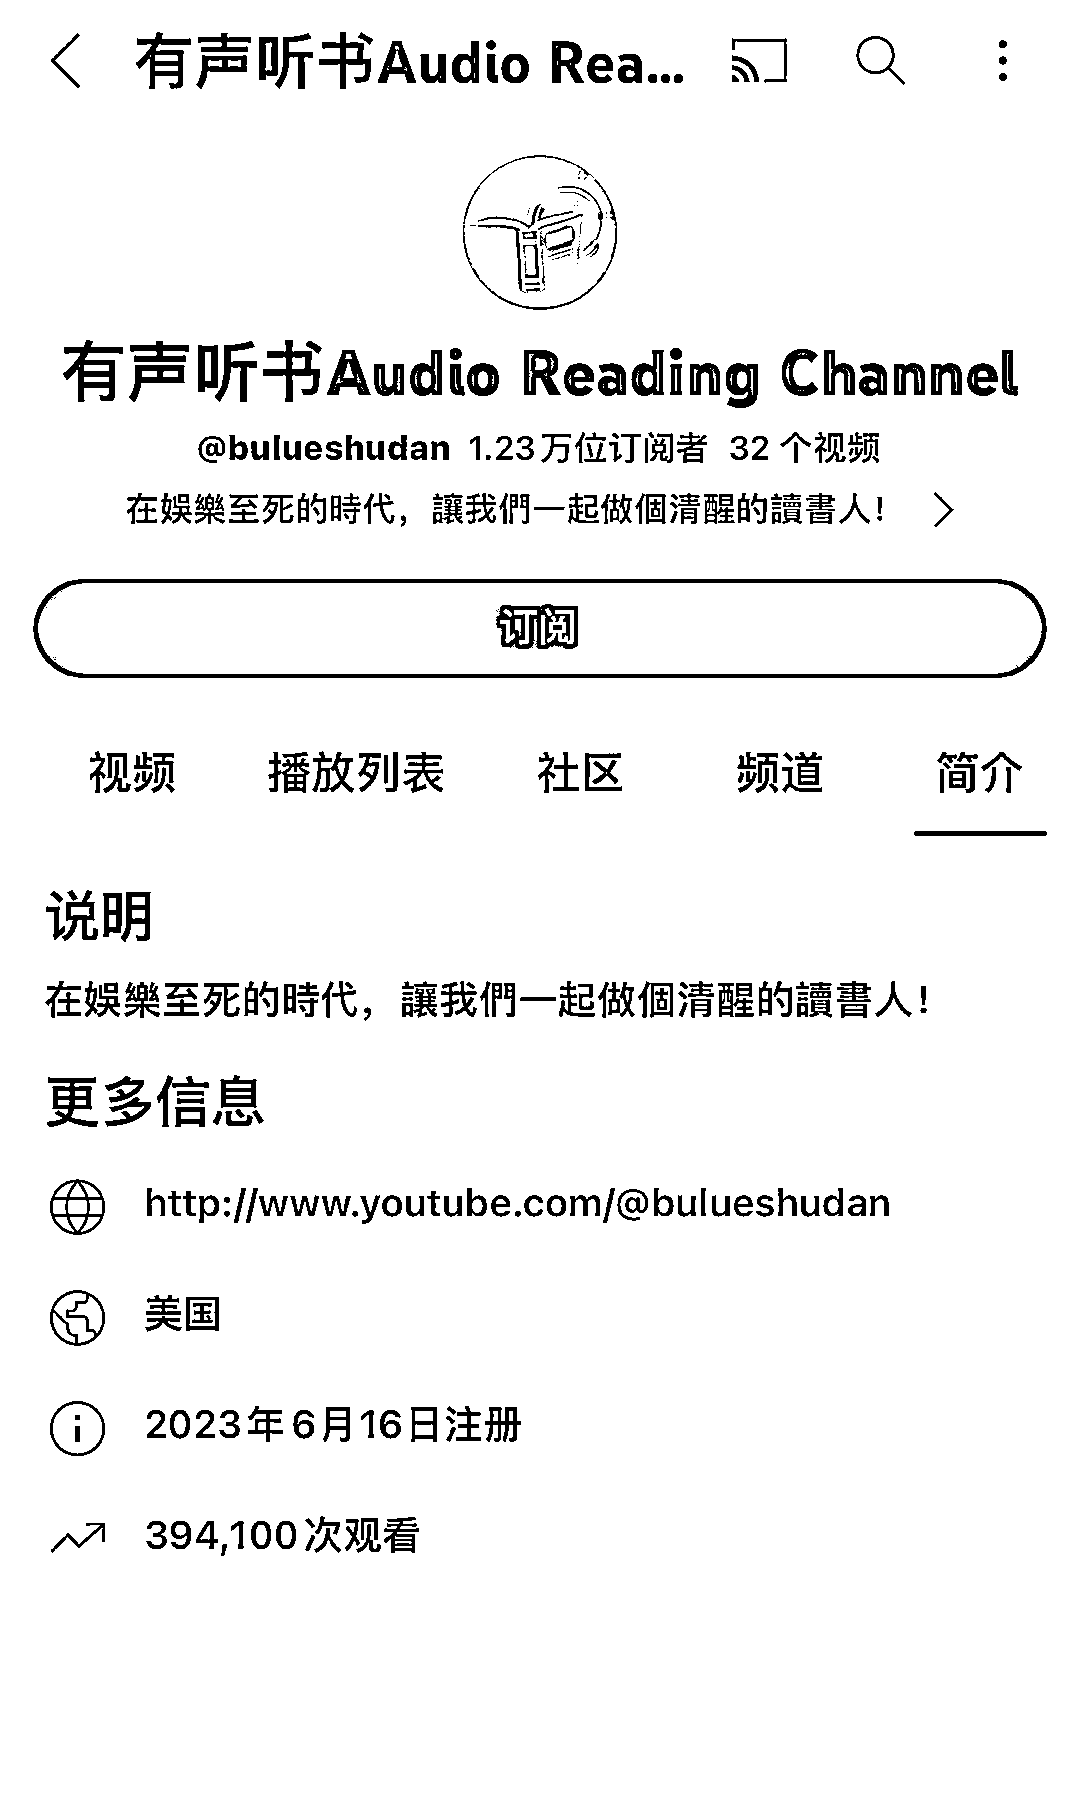 有声听书Audio Rea...
有声听书Audio Reading Channel
@bulueshudan 1.23万位订阅者 32 个视频
在娛樂至死的時代，讓我們一起做個清醒的讀書人！
订阅
视频 播放列表 社区 频道 简介
说明
在娛樂至死的時代，讓我們一起做個清醒的讀書人！
更多信息
http://www.youtube.com/@bulueshudan
美国
2023年6月16日注册
394,100次观看